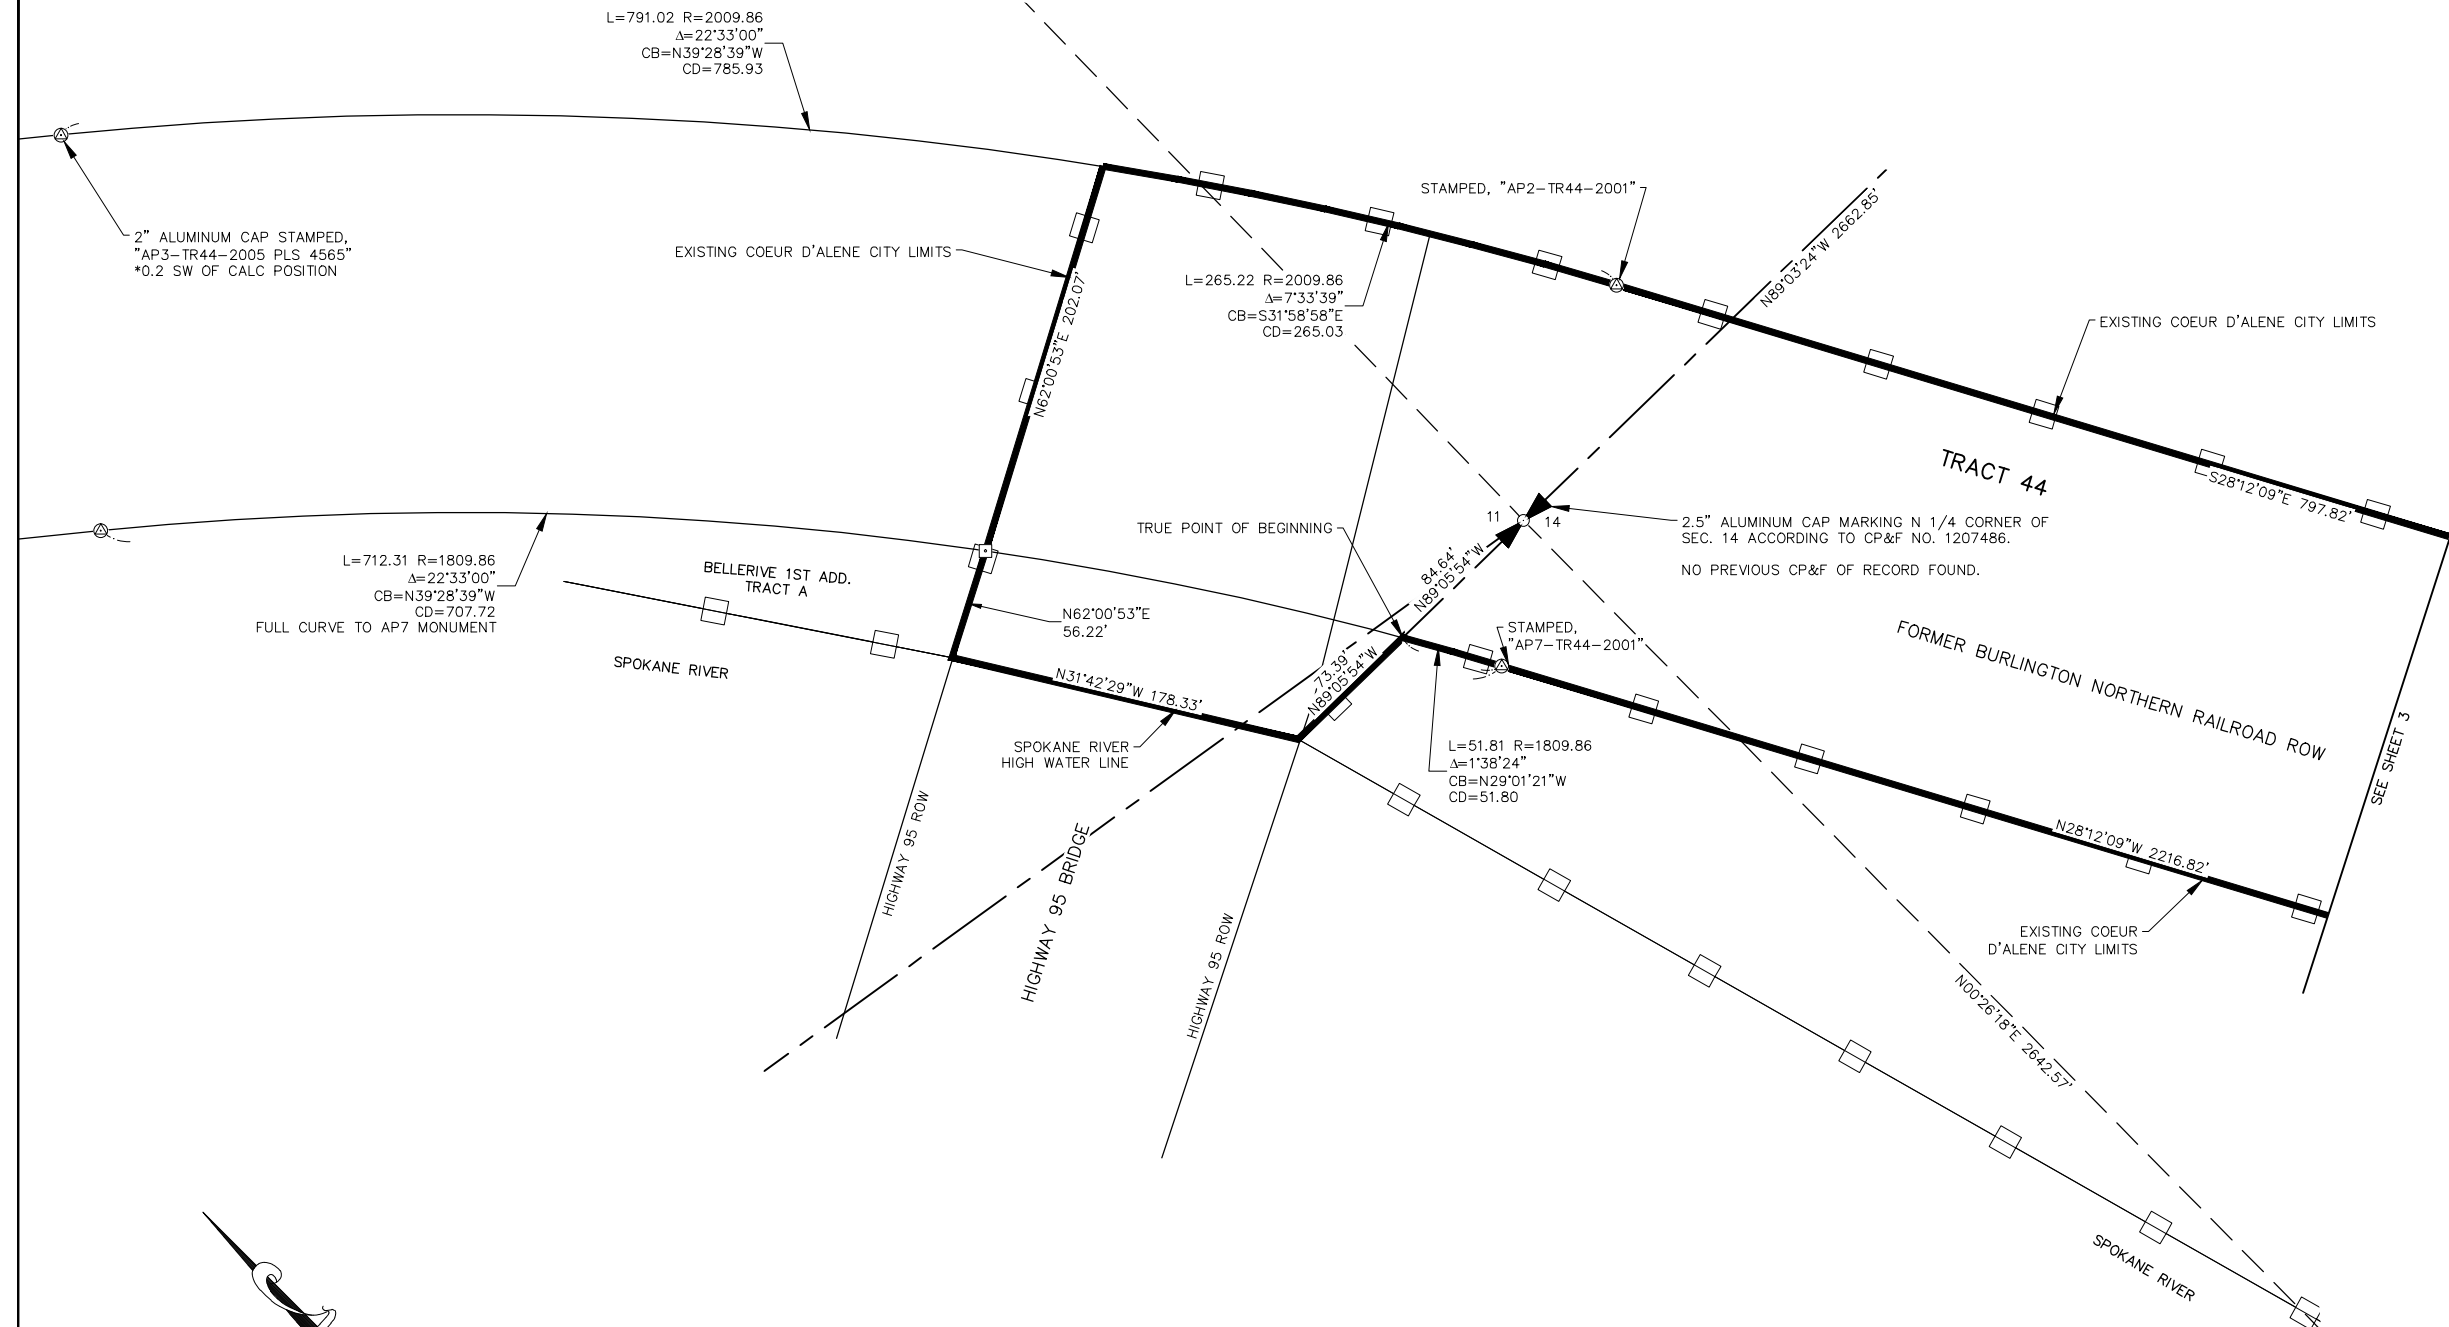 L=791.02 R=2009.86
Δ=22°33'00"
CB=N39°28'39"W
CD=785.93
2" ALUMINUM CAP STAMPED,
"AP3-TR44-2005 PLS 4565"
*0.2 SW OF CALC POSITION
EXISTING COEUR D'ALENE CITY LIMITS
N62°00'53"E 202.07'
STAMPED, "AP2-TR44-2001"
L=265.22 R=2009.86
Δ=7°33'39"
CB=S31°58'58"E
CD=265.03
N89°03'24"W 2662.85'
EXISTING COEUR D'ALENE CITY LIMITS
TRACT 44
S28°12'09"E 797.82'
TRUE POINT OF BEGINNING
11
14
2.5" ALUMINUM CAP MARKING N 1/4 CORNER OF
SEC. 14 ACCORDING TO CP&F NO. 1207486.
NO PREVIOUS CP&F OF RECORD FOUND.
84.64'
N89°05'54"W
L=712.31 R=1809.86
Δ=22°33'00"
CB=N39°28'39"W
CD=707.72
FULL CURVE TO AP7 MONUMENT
BELLERIVE 1ST ADD.
TRACT A
N62°00'53"E
56.22'
SPOKANE RIVER
N31°42'29"W 178.33'
73.39'
N89°05'54"W
STAMPED,
"AP7-TR44-2001"
FORMER BURLINGTON NORTHERN RAILROAD ROW
SEE SHEET 3
SPOKANE RIVER
HIGH WATER LINE
L=51.81 R=1809.86
Δ=1°38'24"
CB=N29°01'21"W
CD=51.80
HIGHWAY 95 ROW
HIGHWAY 95 BRIDGE
HIGHWAY 95 ROW
N28°12'09"W 2216.82'
EXISTING COEUR
D'ALENE CITY LIMITS
N00°26'18"E 2642.57'
SPOKANE RIVER